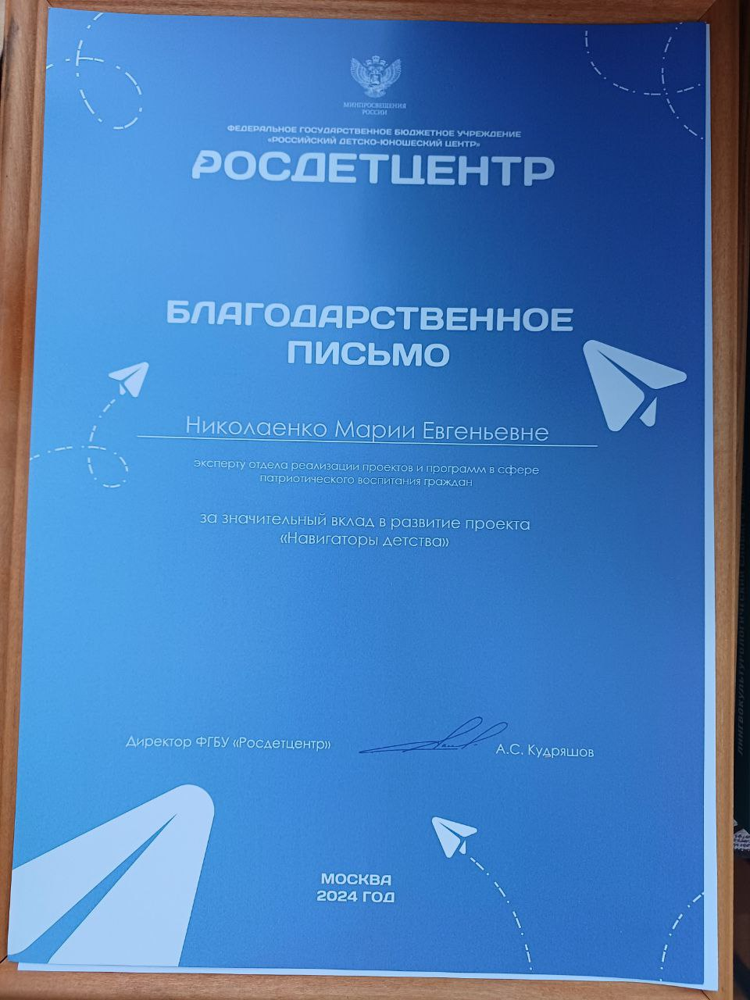 МИНПРОСВЕЩЕНИЯ
РОССИИ
ФЕДЕРАЛЬНОЕ ГОСУДАРСТВЕННОЕ БЮДЖЕТНОЕ УЧРЕЖДЕНИЕ
«РОССИЙСКИЙ ДЕТСКО-ЮНОШЕСКИЙ ЦЕНТР»
РОСДЕТЦЕНТР
БЛАГОДАРСТВЕННОЕ
ПИСЬМО
Николаенко Марии Евгеньевне
эксперту отдела реализации проектов и программ в сфере
патриотического воспитания граждан
за значительный вклад в развитие проекта
«Навигаторы детства»
Директор ФГБУ «Росдетцентр» А.С. Кудряшов
МОСКВА
2024 ГОД